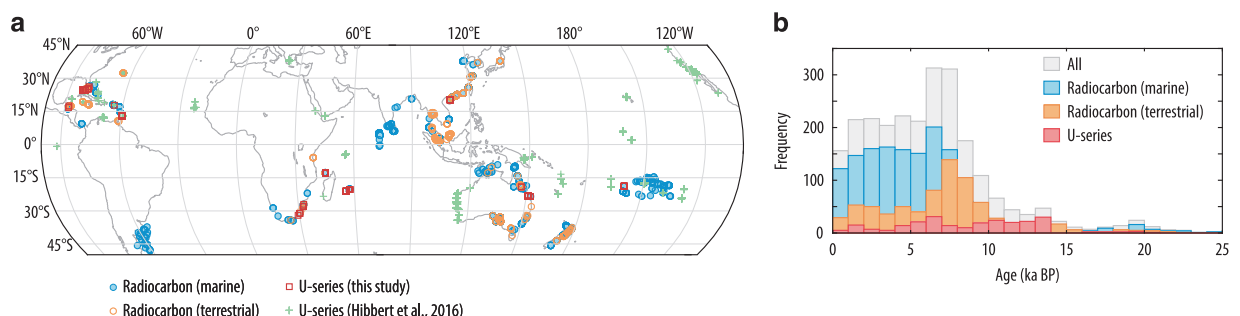 a
60°W 0° 60°E 120°E 180° 120°W
45°N
30°N
15°N
0°
15°S
30°S
45°S
Radiocarbon (marine)
U-series (this study)
Radiocarbon (terrestrial)
U-series (Hibbert et al., 2016)
b
All
Radiocarbon (marine)
Radiocarbon (terrestrial)
U-series
Frequency
300
200
100
0
0 5 10 15 20 25
Age (ka BP)